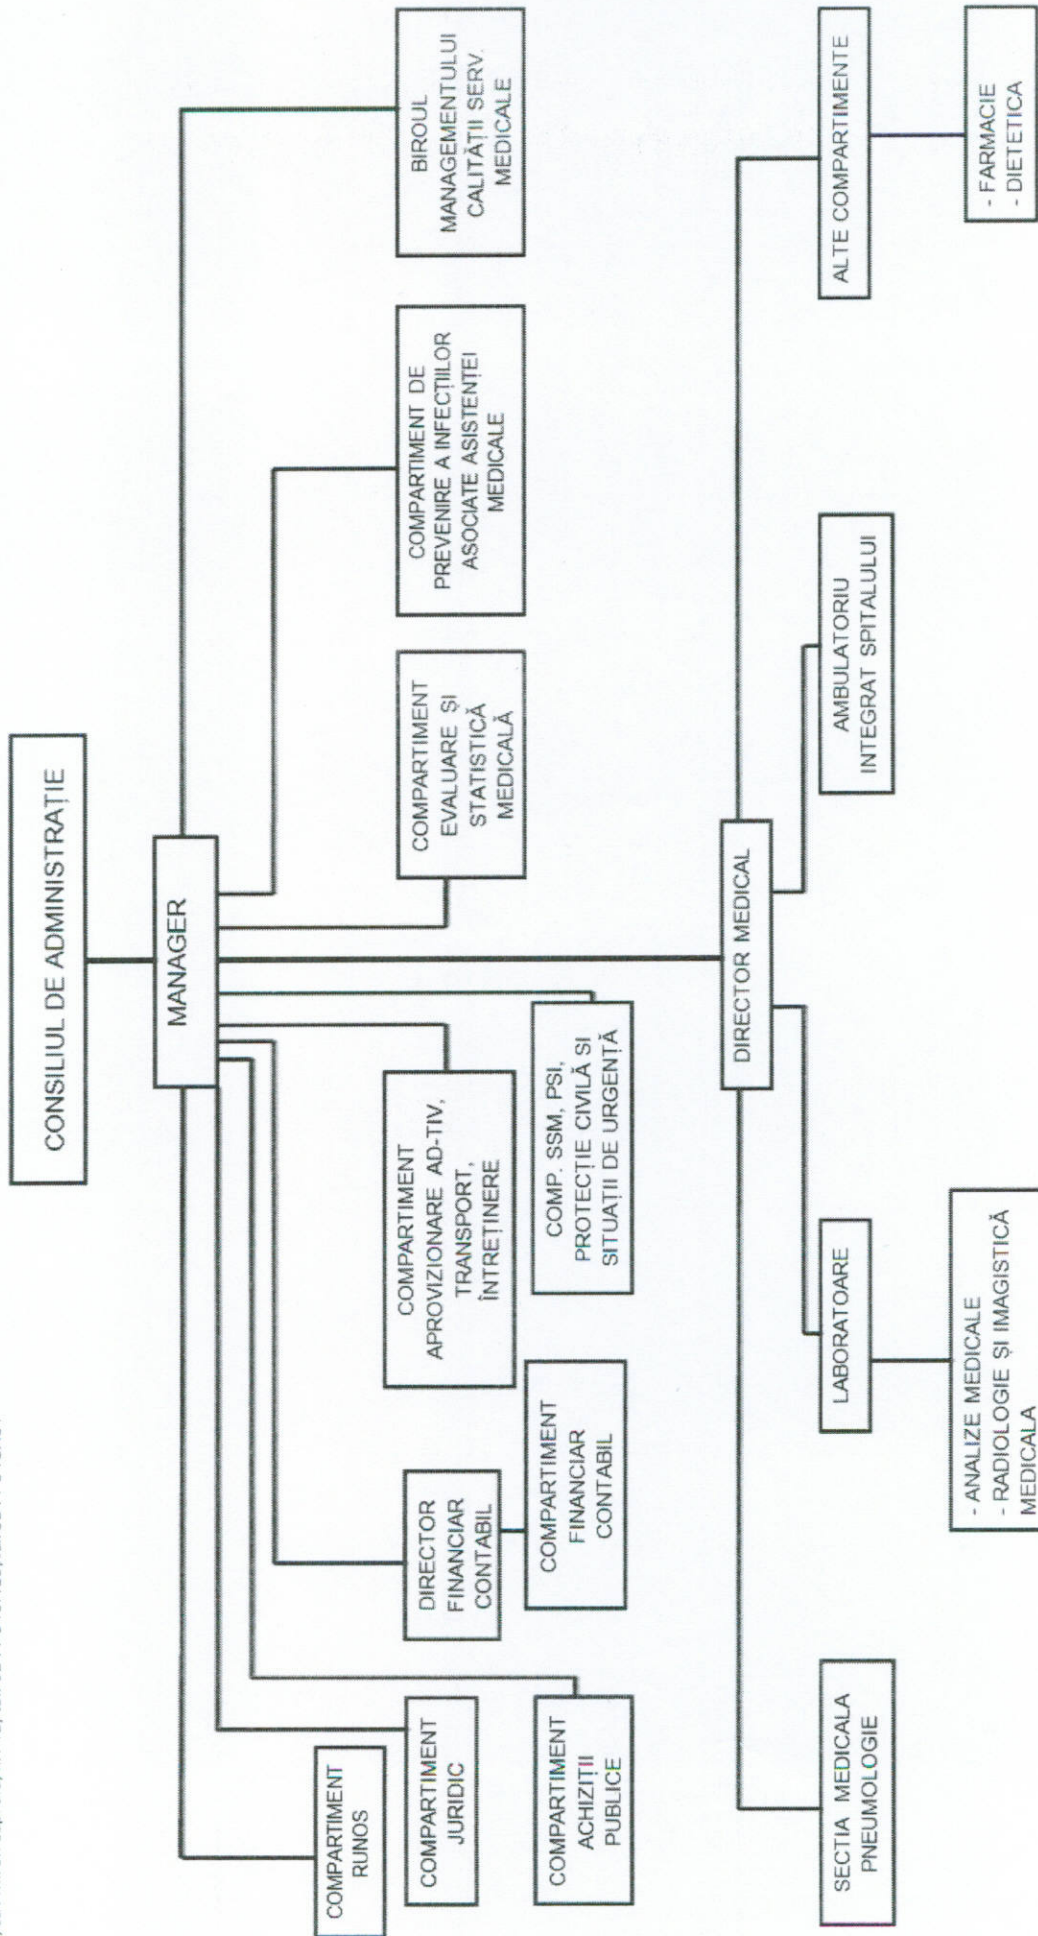 CONSILIUL DE ADMINISTRAȚIE
MANAGER
COMPARTIMENT
RUNOS
COMPARTIMENT
JURIDIC
COMPARTIMENT
ACHIZIȚII
PUBLICE
DIRECTOR
FINANCIAR
CONTABIL
COMPARTIMENT
FINANCIAR
CONTABIL
COMPARTIMENT
APROVIZIONARE AD-TIV,
TRANSPORT,
ÎNTREȚINERE
COMP. SSM, PSI,
PROTECȚIE CIVILĂ SI
SITUAȚII DE URGENȚĂ
COMPARTIMENT
EVALUARE ȘI
STATISTICĂ
MEDICALĂ
COMPARTIMENT DE
PREVENIRE A INFECȚIILOR
ASOCIATE ASISTENȚEI
MEDICALE
BIROUL
MANAGEMENTULUI
CALITĂȚII SERV.
MEDICALE
DIRECTOR MEDICAL
SECTIA MEDICALA
PNEUMOLOGIE
LABORATOARE
- ANALIZE MEDICALE
- RADIOLOGIE ȘI IMAGISTICĂ
MEDICALA
AMBULATORIU
INTEGRAT SPITALULUI
ALTE COMPARTIMENTE
- FARMACIE
- DIETETICA